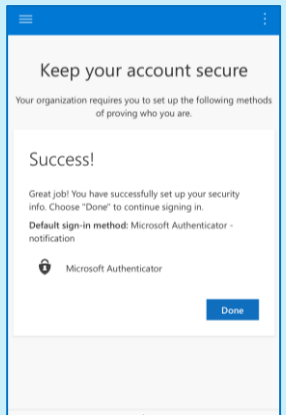 Keep your account secure
Your organization requires you to set up the following methods
of proving who you are.
Success!
Great job! You have successfully set up your security
info. Choose "Done" to continue signing in.
Default sign-in method: Microsoft Authenticator -
notification
Microsoft Authenticator
Done